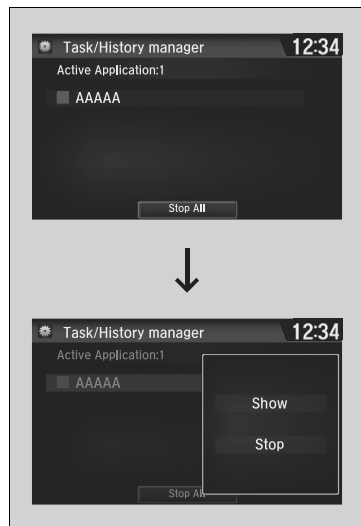 Task/History manager 12:34
Active Application:1
AAAAA
Stop All
Task/History manager 12:34
Active Application:1
AAAAA
Show
Stop
Stop All